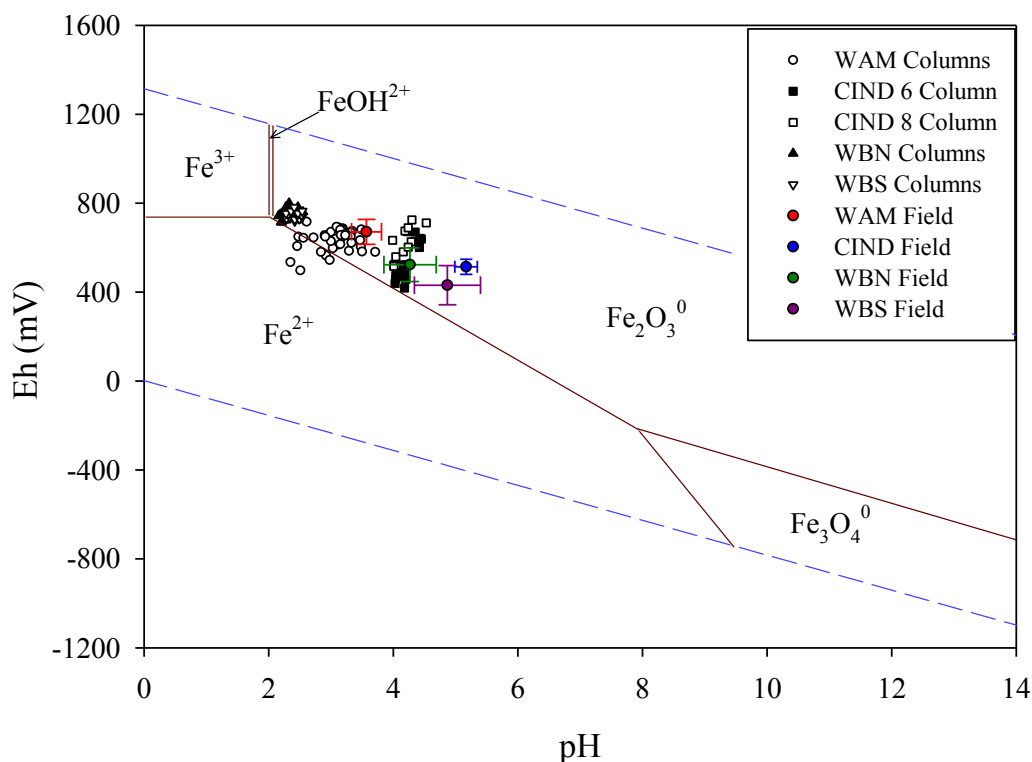 1600
1200
800
400
0
-400
-800
-1200
Eh (mV)
FeOH²⁺
Fe³⁺
Fe²⁺
Fe₂O₃⁰
Fe₃O₄⁰
WAM Columns
CIND 6 Column
CIND 8 Column
WBN Columns
WBS Columns
WAM Field
CIND Field
WBN Field
WBS Field
0 2 4 6 8 10 12 14
pH